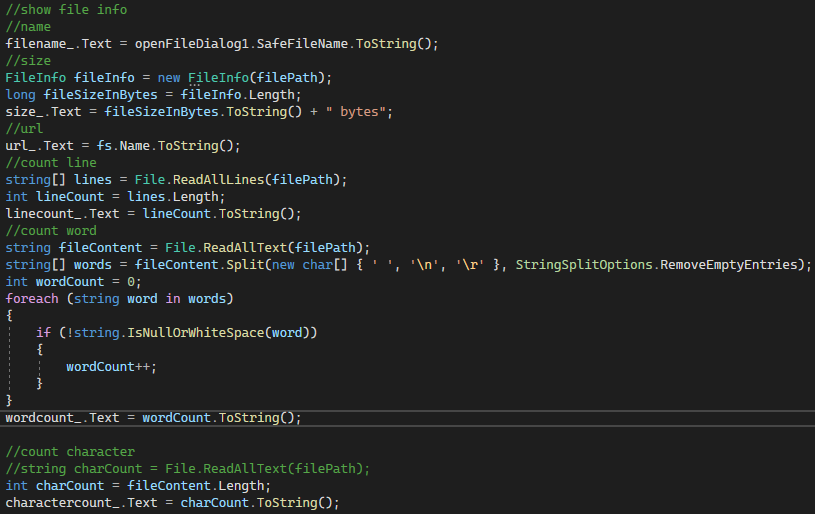 //show file info
//name
filename_.Text = openFileDialog1.SafeFileName.ToString();
//size
FileInfo fileInfo = new FileInfo(filePath);
long fileSizeInBytes = fileInfo.Length;
size_.Text = fileSizeInBytes.ToString() + " bytes";
//url
url_.Text = fs.Name.ToString();
//count line
string[] lines = File.ReadAllLines(filePath);
int lineCount = lines.Length;
linecount_.Text = lineCount.ToString();
//count word
string fileContent = File.ReadAllText(filePath);
string[] words = fileContent.Split(new char[] { ' ', '\n', '\r' }, StringSplitOptions.RemoveEmptyEntries);
int wordCount = 0;
foreach (string word in words)
{
    if (!string.IsNullOrWhiteSpace(word))
    {
        wordCount++;
    }
}
wordcount_.Text = wordCount.ToString();

//count character
//string charCount = File.ReadAllText(filePath);
int charCount = fileContent.Length;
charactercount_.Text = charCount.ToString();